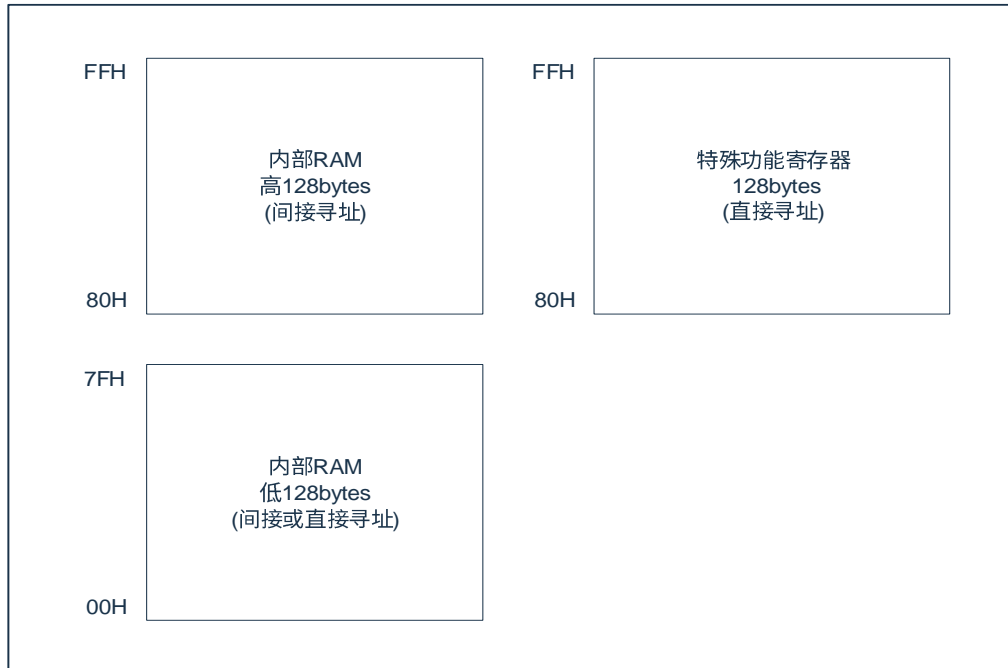 FFH
内部RAM
高128bytes
(间接寻址)
80H
FFH
特殊功能寄存器
128bytes
(直接寻址)
80H
7FH
内部RAM
低128bytes
(间接或直接寻址)
00H